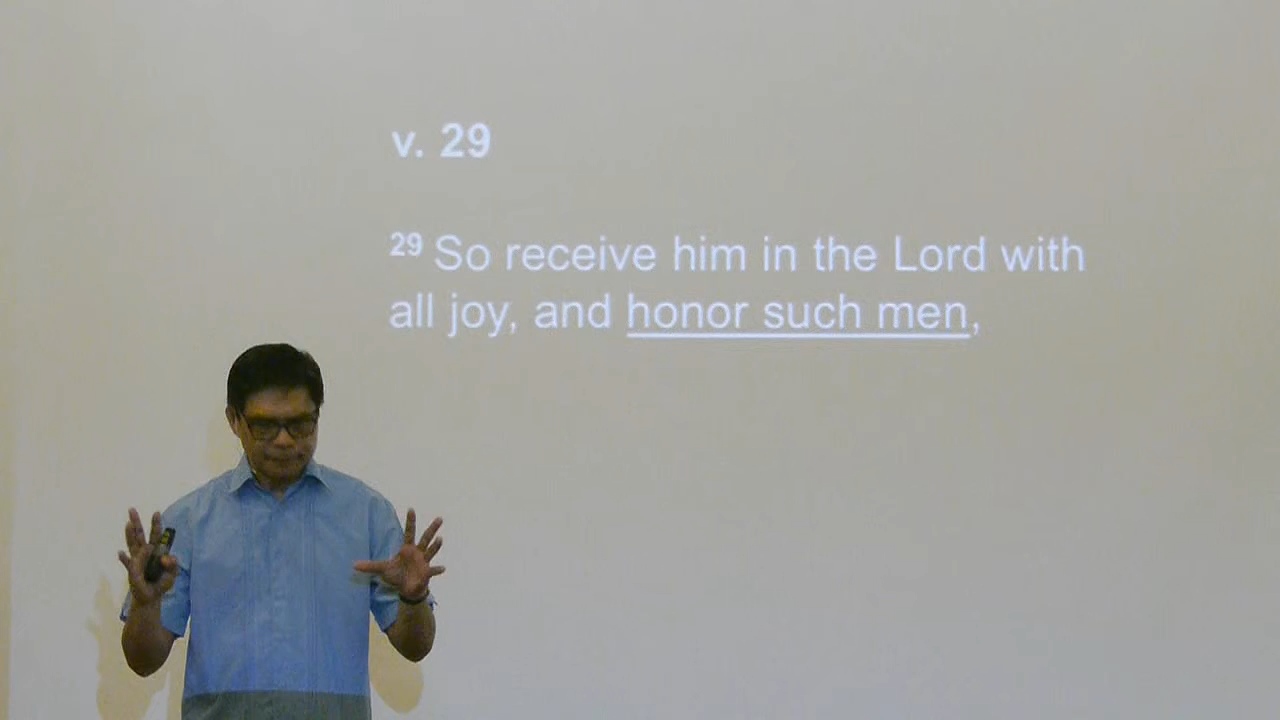 v. 29
29 So receive him in the Lord with
all joy, and honor such men,